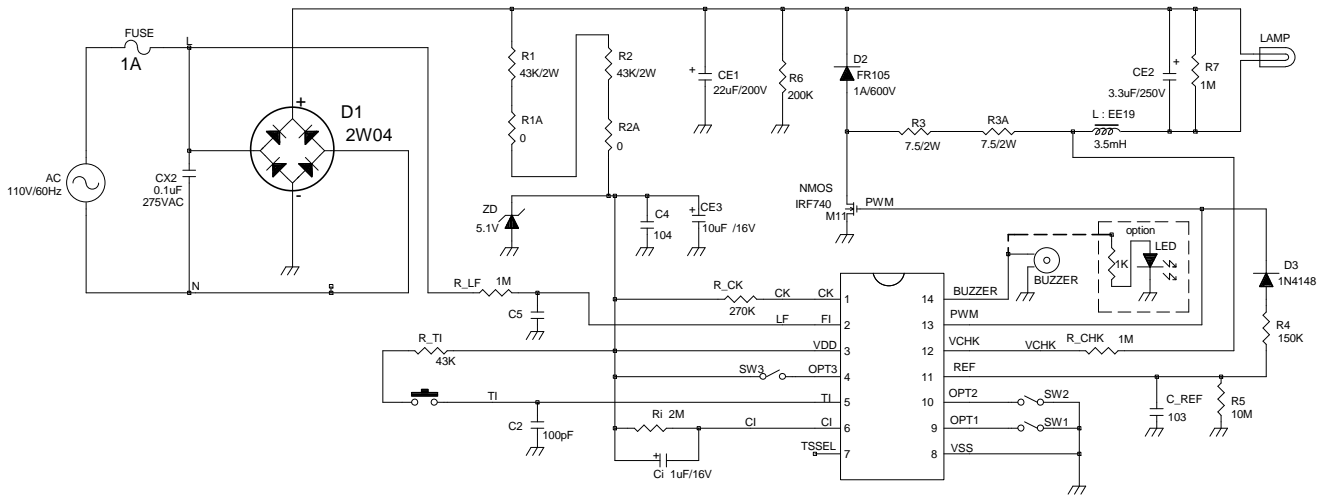 FUSE
1A
L
AC
110V/60Hz
CX2
0.1uF
275VAC
N
+
-
D1
2W04
R1
43K/2W
R1A
0
R2
43K/2W
R2A
0
ZD
5.1V
C4
104
+
CE3
10uF /16V
+
CE1
22uF/200V
R6
200K
D2
FR105
1A/600V
R3
7.5/2W
R3A
7.5/2W
L : EE19
3.5mH
CE2
+
3.3uF/250V
R7
1M
LAMP
NMOS
IRF740
M11
PWM
option
LED
1K
BUZZER
D3
1N4148
R4
150K
R_LF 1M
C5
R_CK
270K
CK
LF
R_TI
43K
SW3
TI
C2
100pF
Ri 2M
CI
+
Ci 1uF/16V
TSSEL
CK
FI
VDD
OPT3
TI
CI
1
2
3
4
5
6
7
14
13
12
11
10
9
8
BUZZER
PWM
VCHK
REF
OPT2
OPT1
VSS
VCHK
R_CHK 1M
SW2
SW1
C_REF
103
R5
10M